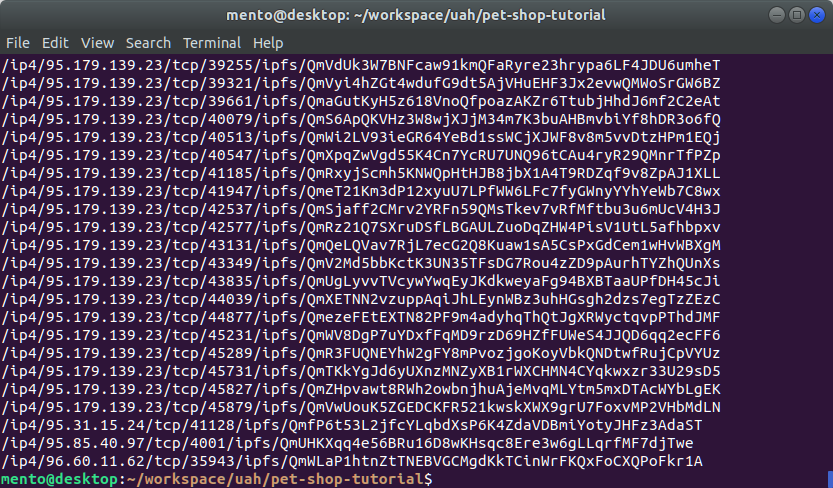 mento@desktop: ~/workspace/uah/pet-shop-tutorial
File Edit View Search Terminal Help
/ip4/95.179.139.23/tcp/39255/ipfs/QmVdUk3W7BNFcaw91kmQFaRyre23hrypa6LF4JDU6umheT
/ip4/95.179.139.23/tcp/39321/ipfs/QmVyi4hZGt4wdufG9dt5AjVHuEHF3Jx2evwQMWoSrGW6BZ
/ip4/95.179.139.23/tcp/39661/ipfs/QmaGutKyH5z618VnoQfpoazAKZr6TtubjHhdJ6mf2C2eAt
/ip4/95.179.139.23/tcp/40079/ipfs/QmS6ApQKVHz3W8wjXJjM34m7K3buAHBmvbiYf8hDR3o6fQ
/ip4/95.179.139.23/tcp/40513/ipfs/QmWi2LV93ieGR64YeBd1ssWCjXJWF8v8m5vvDtzHPm1EQj
/ip4/95.179.139.23/tcp/40547/ipfs/QmXpqZwVgd55K4Cn7YcRU7UNQ96tCAu4ryR29QMnrTfPZp
/ip4/95.179.139.23/tcp/41185/ipfs/QmRxyjScmh5KNWQpHtHJB8jbX1A4T9RDZqf9v8ZpAJ1XLL
/ip4/95.179.139.23/tcp/41947/ipfs/QmeT21Km3dP12xyuU7LPfWW6LFc7fyGWnyYYhYeWb7C8wx
/ip4/95.179.139.23/tcp/42537/ipfs/QmSjaff2CMrv2YRFn59QMsTkev7vRfMftbu3u6mUcV4H3J
/ip4/95.179.139.23/tcp/42577/ipfs/QmRz21Q7SXruDSfLBGAULZuoDqZHW4PisV1UtL5afhbpxv
/ip4/95.179.139.23/tcp/43131/ipfs/QmQeLQVav7RjL7ecG2Q8Kuaw1sA5CsPxGdCem1wHvWBXgM
/ip4/95.179.139.23/tcp/43349/ipfs/QmV2Md5bbKctK3UN35TFsDG7Rou4zZD9pAurhTYZhQUnXs
/ip4/95.179.139.23/tcp/43835/ipfs/QmUgLyvvTVcywYwqEyJKdkweyaFg94BXBTaaUPfDH45cJi
/ip4/95.179.139.23/tcp/44039/ipfs/QmXETNN2vzuppAqiJhLEynWBz3uhHGsgh2dzs7egTzZEzC
/ip4/95.179.139.23/tcp/44877/ipfs/QmezeFEtEXTN82PF9m4adyhqThQtJgXRWyctqvpPThdJMF
/ip4/95.179.139.23/tcp/45231/ipfs/QmWV8DgP7uYDxfFqMD9rzD69HZfFUWeS4JJQD6qq2ecFF6
/ip4/95.179.139.23/tcp/45289/ipfs/QmR3FUQNEYhW2gFY8mPvozjgoKoyVbkQNDtwfRujCpVYUz
/ip4/95.179.139.23/tcp/45731/ipfs/QmTKkYgJd6yUXnzMNZyXB1rWXCHMN4CYqkwxzr33U29sD5
/ip4/95.179.139.23/tcp/45827/ipfs/QmZHpvawt8RWh2owbnjhuAjeMvqMLYtm5mxDTAcWYbLgEK
/ip4/95.179.139.23/tcp/45879/ipfs/QmVwUouK5ZGEDCKFR521kwskXWX9grU7FoxvMP2VHbMdLN
/ip4/95.31.15.24/tcp/41128/ipfs/QmfP6t53L2jfcYLqbdXsP6K4ZdaVDBmiYotyJHFz3AdaST
/ip4/95.85.40.97/tcp/4001/ipfs/QmUHKXqq4e56BRu16D8wKHsqc8Ere3w6gLLqrfMF7djTwe
/ip4/96.60.11.62/tcp/35943/ipfs/QmWLaP1htnZtTNEBVGCMgdKkTCinWrFKQxFoCXQPoFkr1A
mento@desktop:~/workspace/uah/pet-shop-tutorial$